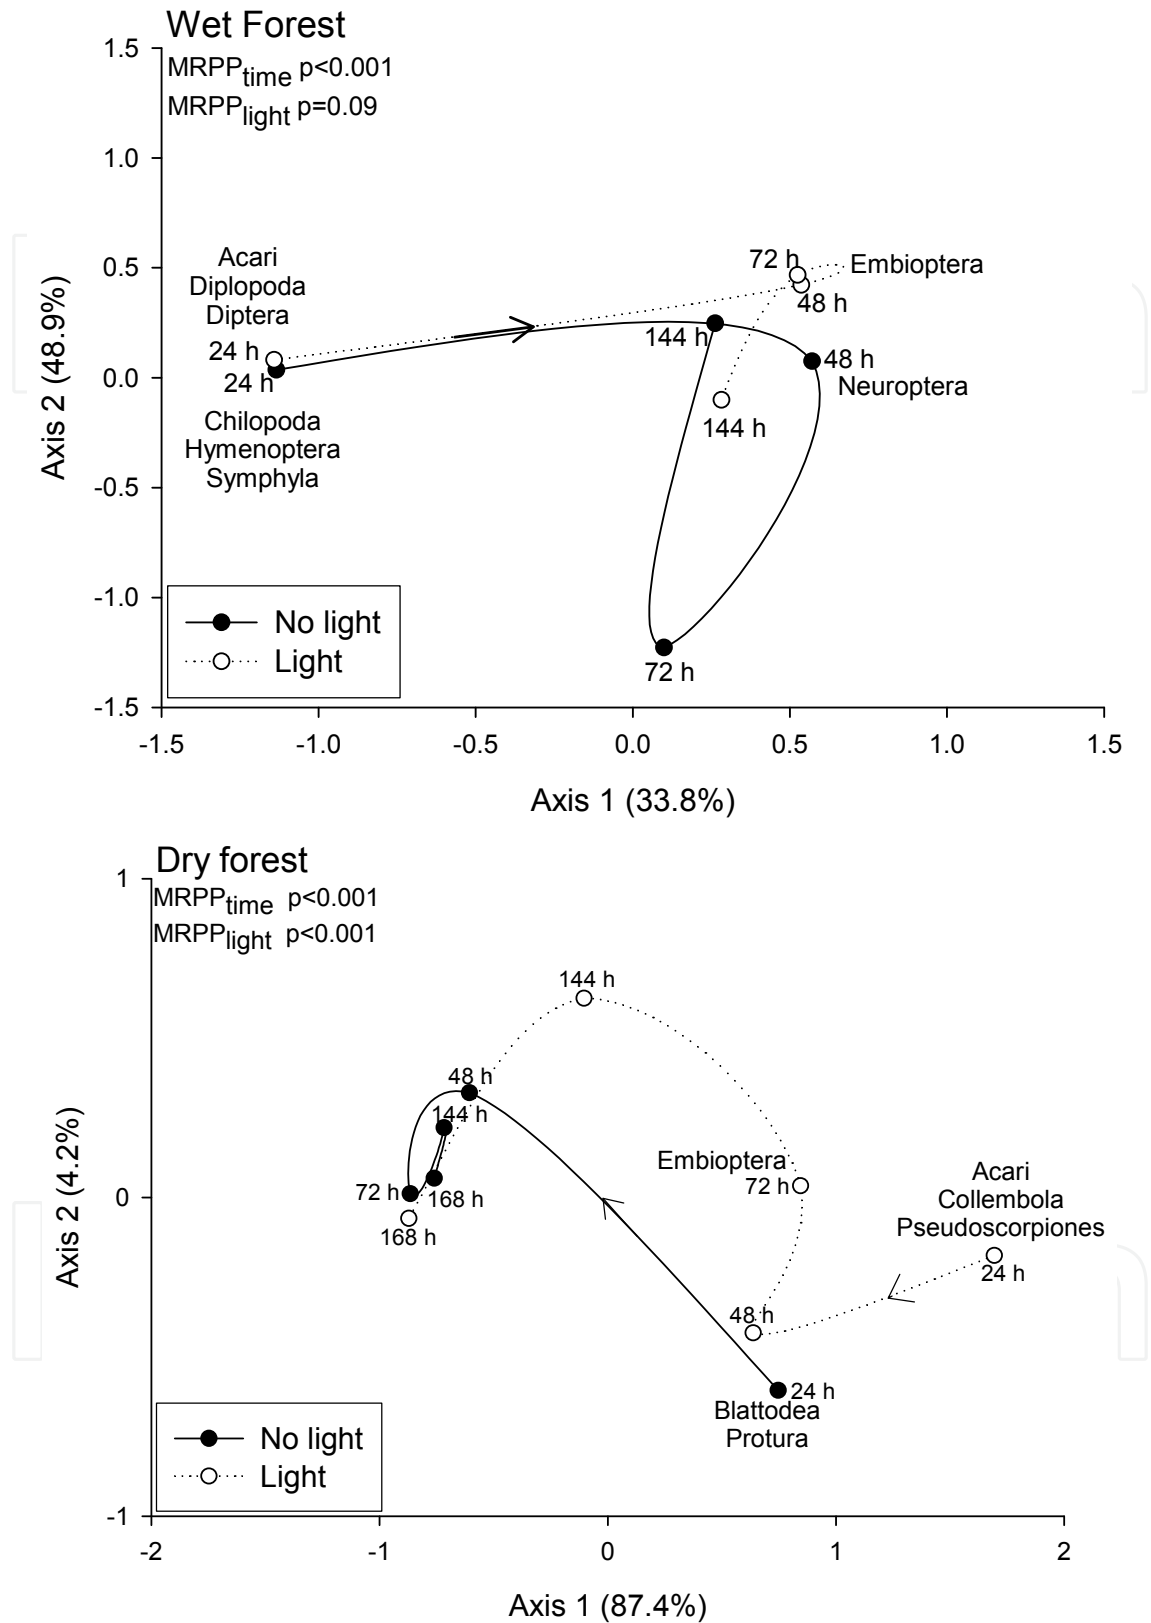 Wet Forest
MRPPtime p<0.001
MRPPlight p=0.09
1.5
1.0
0.5
0.0
-0.5
-1.0
-1.5
Axis 2 (48.9%)
Acari
Diplopoda
Diptera
24 h
24 h
Chilopoda
Hymenoptera
Symphyla
72 h
Embioptera
48 h
144 h
48 h
Neuroptera
144 h
72 h
No light
Light
-1.5 -1.0 -0.5 0.0 0.5 1.0 1.5
Axis 1 (33.8%)
Dry forest
MRPPtime p<0.001
MRPPlight p<0.001
1
0
-1
Axis 2 (4.2%)
144 h
48 h
144 h
72 h
168 h
168 h
Embioptera
72 h
Acari
Collembola
Pseudoscorpiones
24 h
48 h
24 h
Blattodea
Protura
No light
Light
-2 -1 0 1 2
Axis 1 (87.4%)